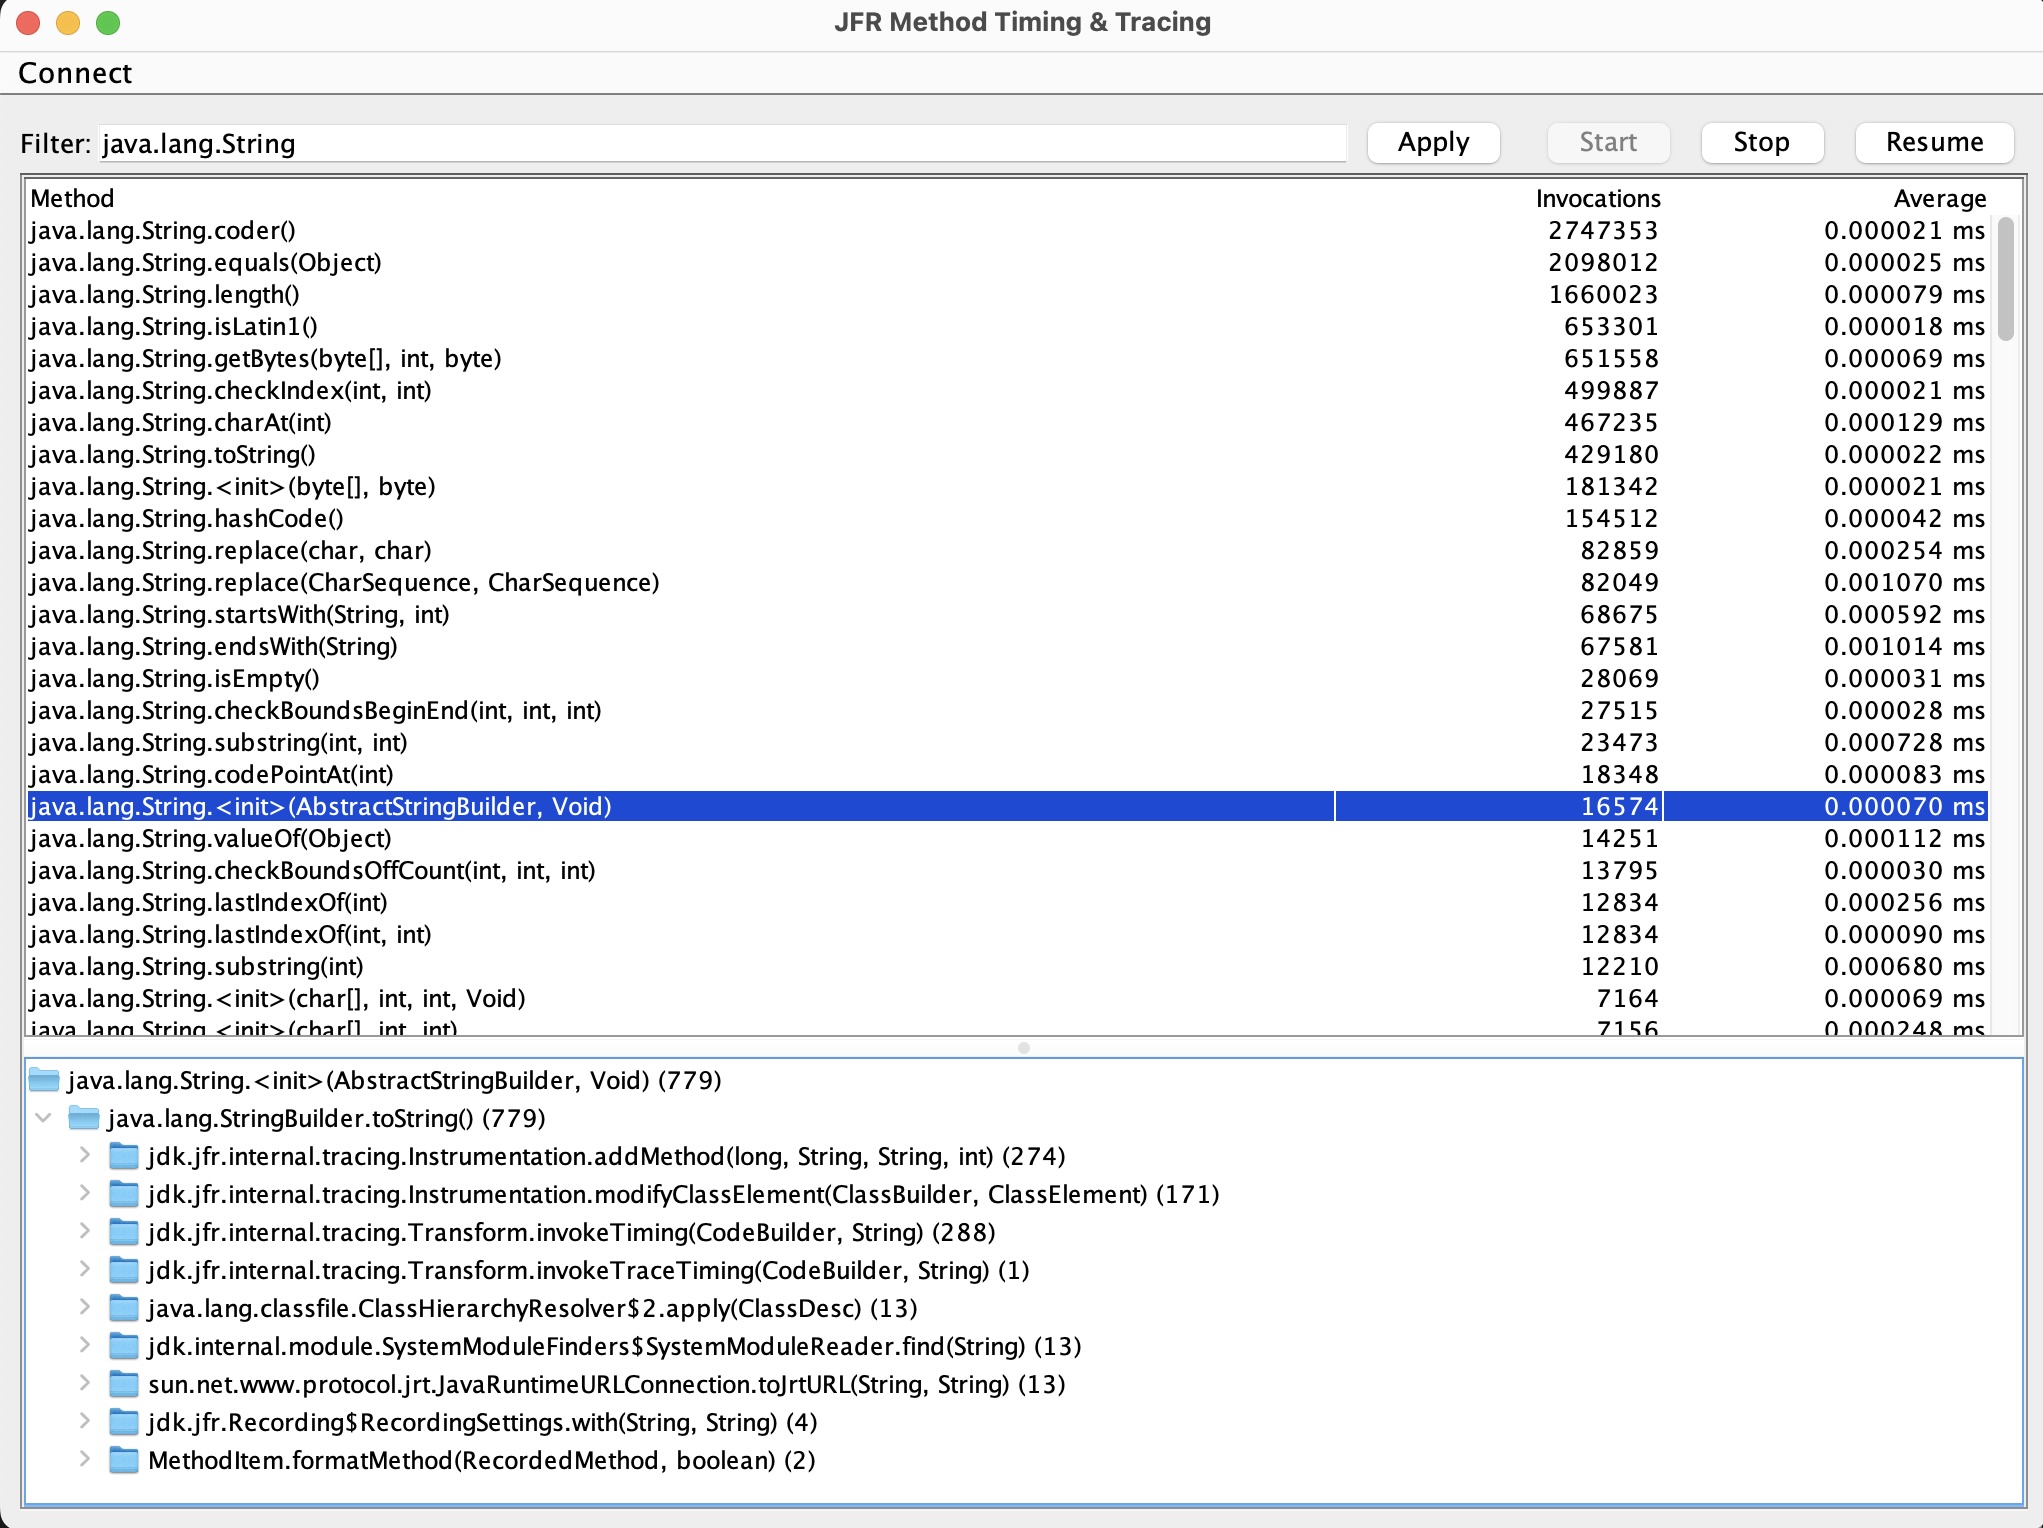 JFR Method Timing & Tracing
Connect
Filter: java.lang.String Apply Start Stop Resume
Method Invocations Average
java.lang.String.coder() 2747353 0.000021 ms
java.lang.String.equals(Object) 2098012 0.000025 ms
java.lang.String.length() 1660023 0.000079 ms
java.lang.String.isLatin1() 653301 0.000018 ms
java.lang.String.getBytes(byte[], int, byte) 651558 0.000069 ms
java.lang.String.checkIndex(int, int) 499887 0.000021 ms
java.lang.String.charAt(int) 467235 0.000129 ms
java.lang.String.toString() 429180 0.000022 ms
java.lang.String.<init>(byte[], byte) 181342 0.000021 ms
java.lang.String.hashCode() 154512 0.000042 ms
java.lang.String.replace(char, char) 82859 0.000254 ms
java.lang.String.replace(CharSequence, CharSequence) 82049 0.001070 ms
java.lang.String.startsWith(String, int) 68675 0.000592 ms
java.lang.String.endsWith(String) 67581 0.001014 ms
java.lang.String.isEmpty() 28069 0.000031 ms
java.lang.String.checkBoundsBeginEnd(int, int, int) 27515 0.000028 ms
java.lang.String.substring(int, int) 23473 0.000728 ms
java.lang.String.codePointAt(int) 18348 0.000083 ms
java.lang.String.<init>(AbstractStringBuilder, Void) 16574 0.000070 ms
java.lang.String.valueOf(Object) 14251 0.000112 ms
java.lang.String.checkBoundsOffCount(int, int, int) 13795 0.000030 ms
java.lang.String.lastIndexOf(int) 12834 0.000256 ms
java.lang.String.lastIndexOf(int, int) 12834 0.000090 ms
java.lang.String.substring(int) 12210 0.000680 ms
java.lang.String.<init>(char[], int, int, Void) 7164 0.000069 ms
java.lang.String.<init>(char[], int, int) 7156 0.000248 ms
java.lang.String.<init>(AbstractStringBuilder, Void) (779)
java.lang.StringBuilder.toString() (779)
jdk.jfr.internal.tracing.Instrumentation.addMethod(long, String, String, int) (274)
jdk.jfr.internal.tracing.Instrumentation.modifyClassElement(ClassBuilder, ClassElement) (171)
jdk.jfr.internal.tracing.Transform.invokeTiming(CodeBuilder, String) (288)
jdk.jfr.internal.tracing.Transform.invokeTraceTiming(CodeBuilder, String) (1)
java.lang.classfile.ClassHierarchyResolver$2.apply(ClassDesc) (13)
jdk.internal.module.SystemModuleFinders$SystemModuleReader.find(String) (13)
sun.net.www.protocol.jrt.JavaRuntimeURLConnection.toJrtURL(String, String) (13)
jdk.jfr.Recording$RecordingSettings.with(String, String) (4)
MethodItem.formatMethod(RecordedMethod, boolean) (2)